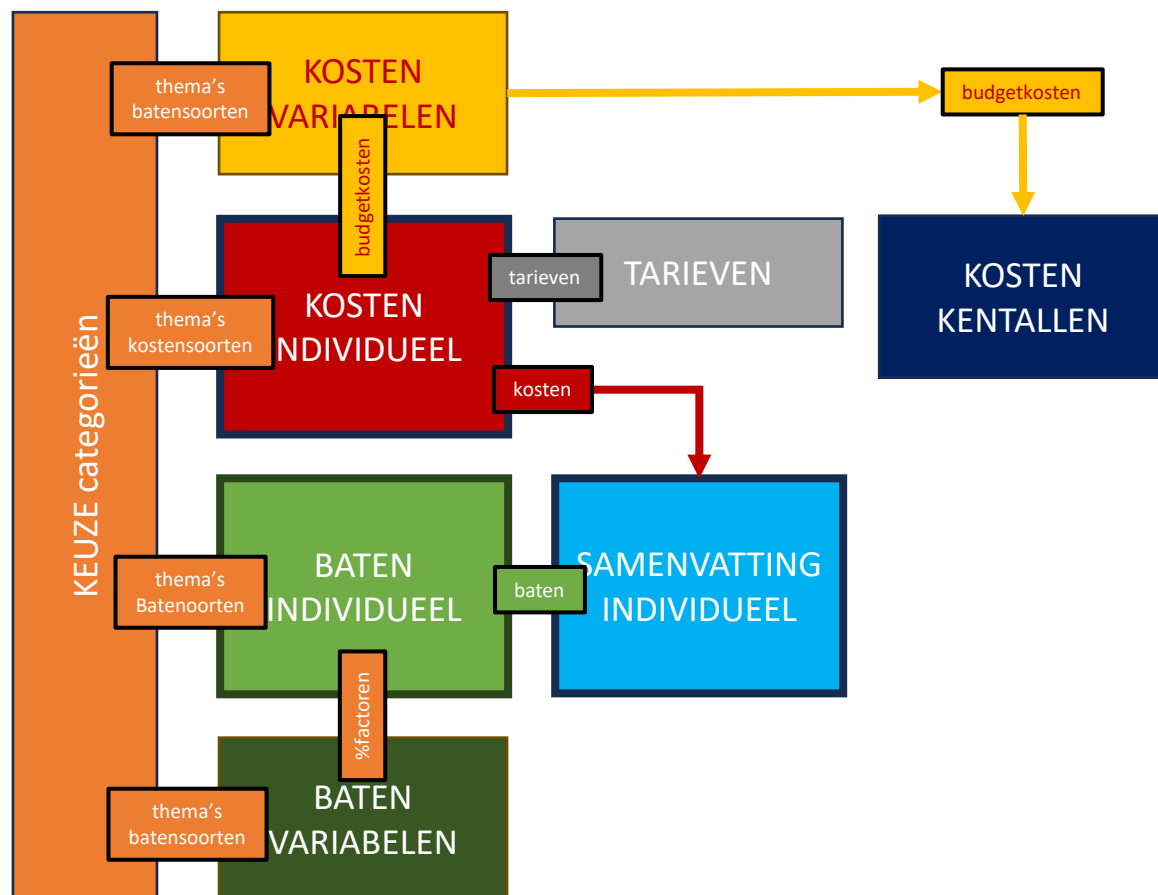 KEUZE categorieën
thema's
batensoorten
KOSTEN
VARIABELEN
budgetkosten
budgetkosten
thema's
kostensoorten
KOSTEN
INDIVIDUEEL
tarieven
TARIEVEN
KOSTEN
KENTALLEN
kosten
thema's
Batenoorten
BATEN
INDIVIDUEEL
baten
SAMENVATTING
INDIVIDUEEL
%factoren
thema's
batensoorten
BATEN
VARIABELEN